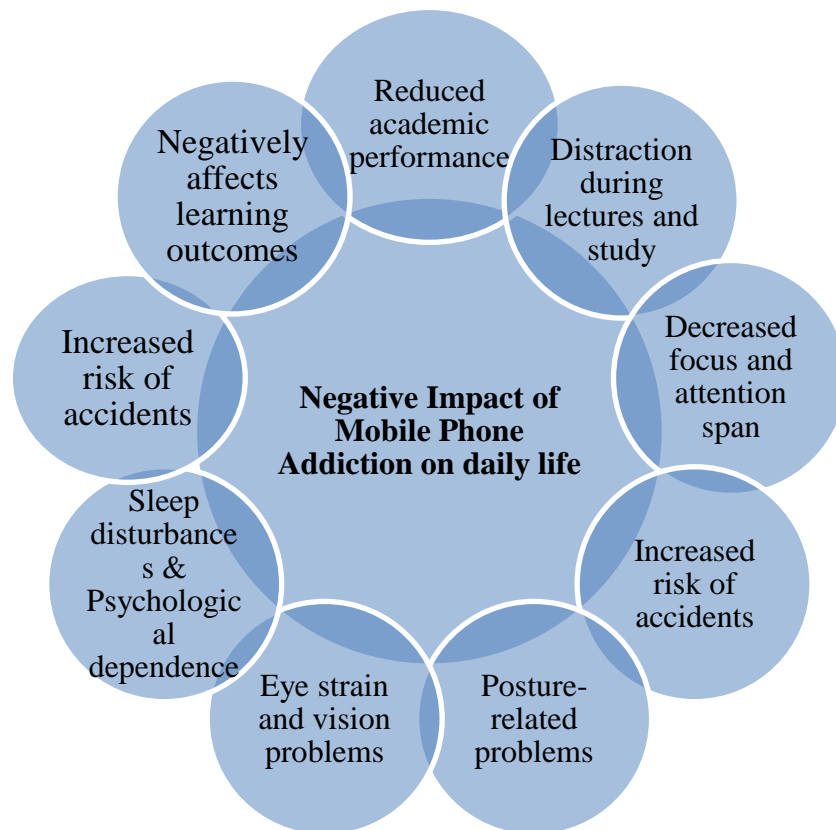 Reduced
academic
performance
Distraction
during
lectures and
study
Decreased
focus and
attention
span
Increased
risk of
accidents
Posture-
related
problems
Eye strain
and vision
problems
Sleep
disturbance
s &
Psychologic
al
dependence
Increased
risk of
accidents
Negatively
affects
learning
outcomes
Negative Impact of
Mobile Phone
Addiction on daily life